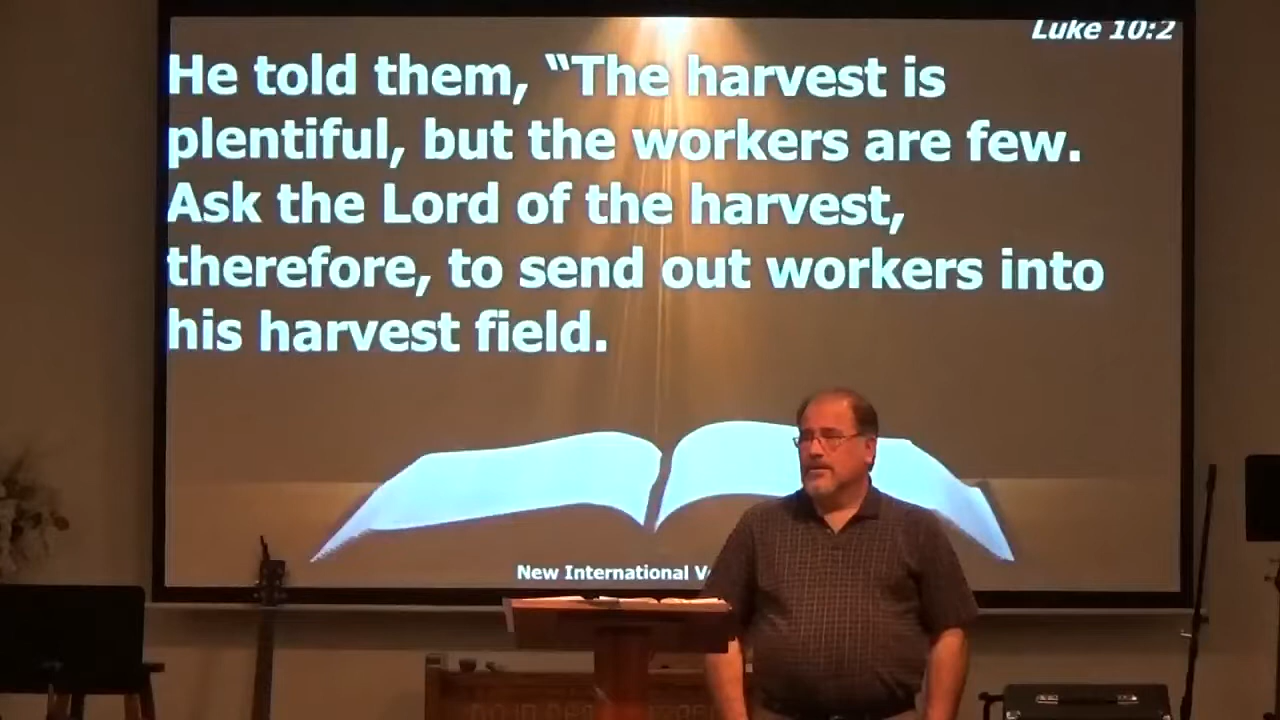 Luke 10:2
He told them, “The harvest is
plentiful, but the workers are few.
Ask the Lord of the harvest,
therefore, to send out workers into
his harvest field.
New International